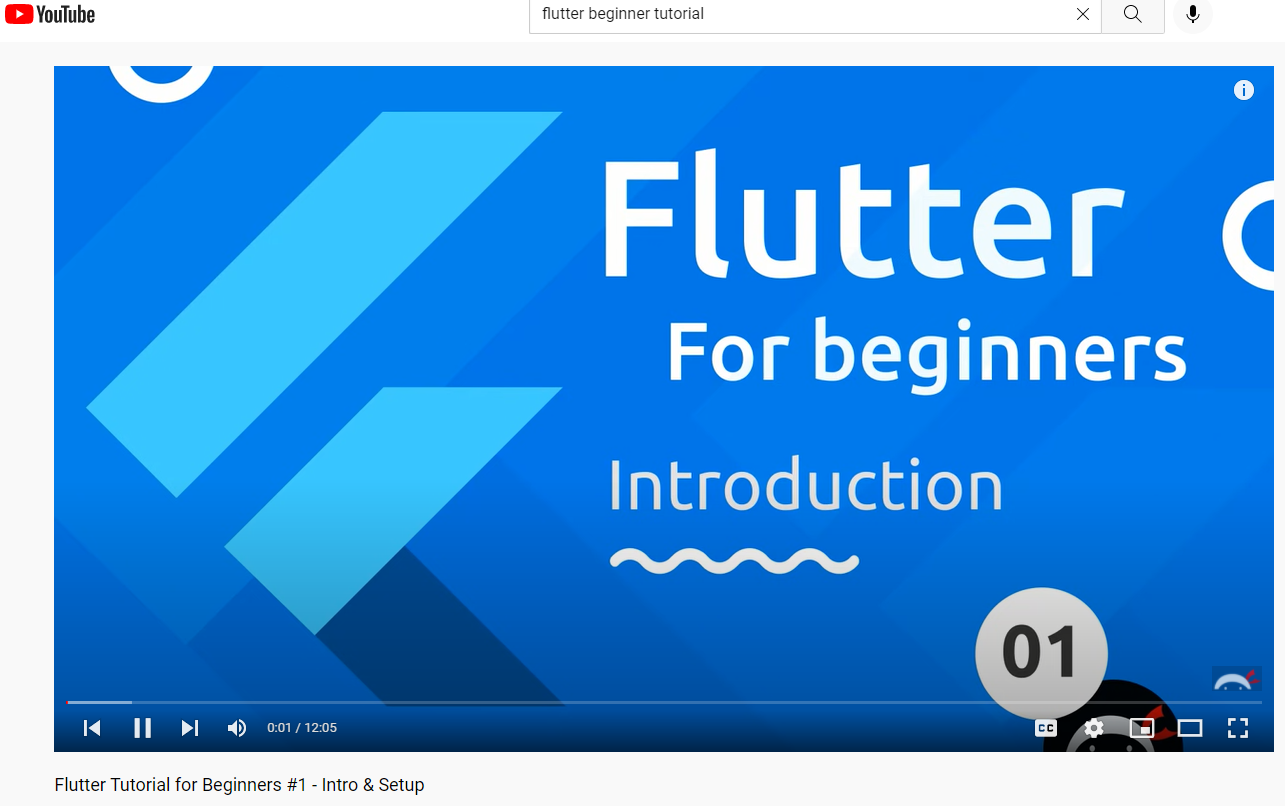 YouTube
flutter beginner tutorial
Flutter
For beginners
Introduction
01
0:01 / 12:05
CC
Flutter Tutorial for Beginners #1 - Intro & Setup